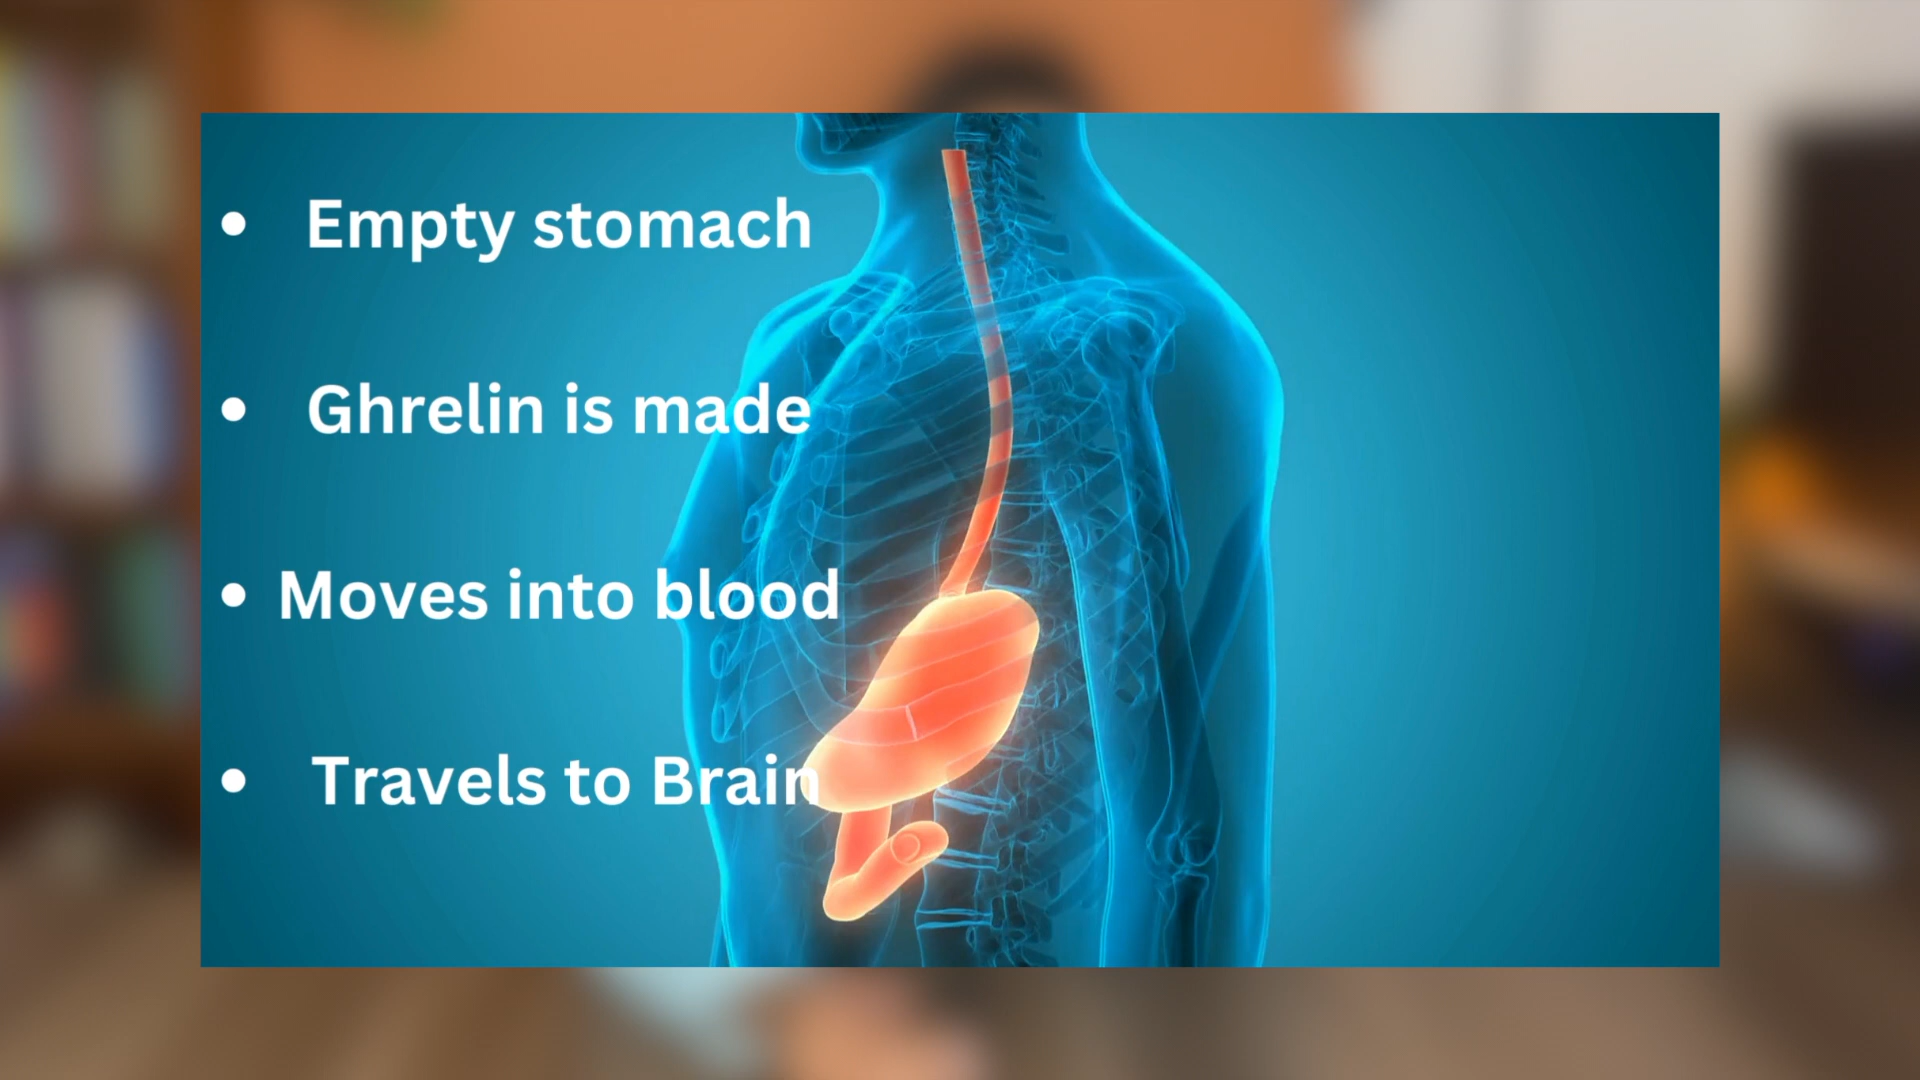 • Empty stomach
• Ghrelin is made
• Moves into blood
• Travels to Brain